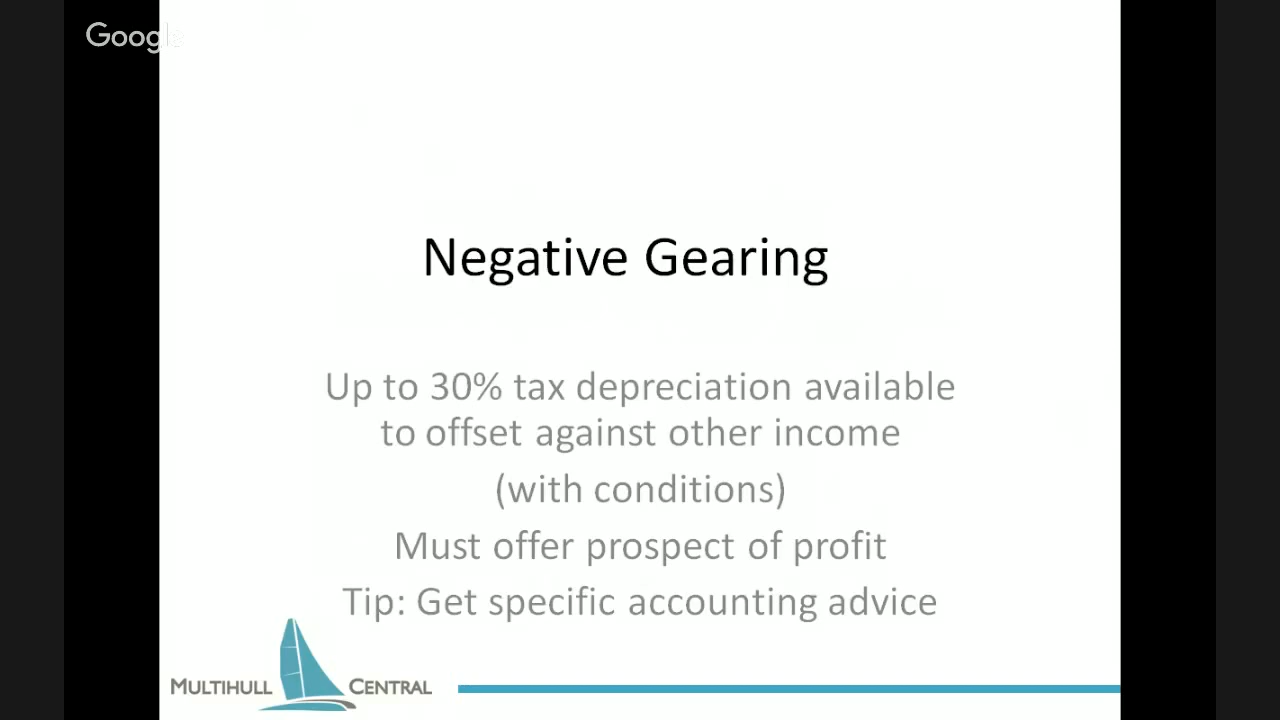 Google
Negative Gearing
Up to 30% tax depreciation available
to offset against other income
(with conditions)
Must offer prospect of profit
Tip: Get specific accounting advice
MULTIHULL CENTRAL